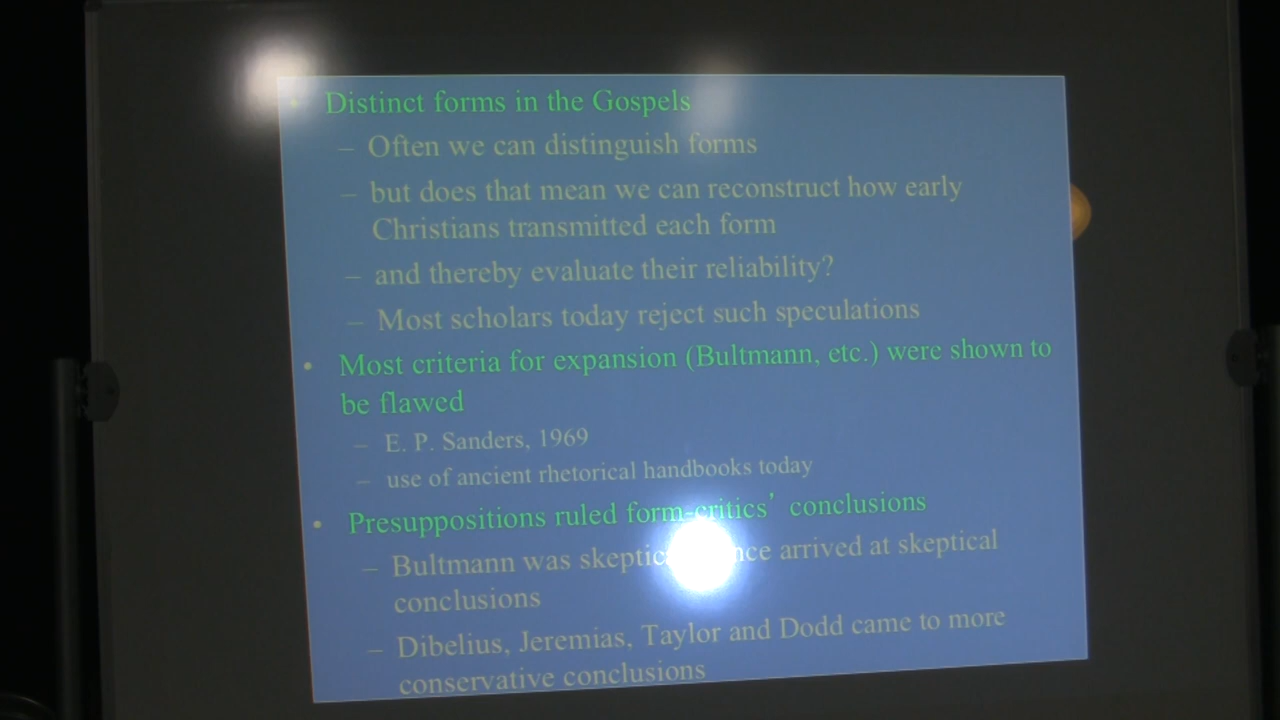 • Distinct forms in the Gospels
– Often we can distinguish forms
– but does that mean we can reconstruct how early
Christians transmitted each form
– and thereby evaluate their reliability?
– Most scholars today reject such speculations
• Most criteria for expansion (Bultmann, etc.) were shown to
be flawed
– E. P. Sanders, 1969
– use of ancient rhetorical handbooks today
• Presuppositions ruled form-critics’ conclusions
– Bultmann was arrived at skeptical
conclusions
– Dibelius, Jeremias, Taylor and Dodd came to more
conservative conclusions